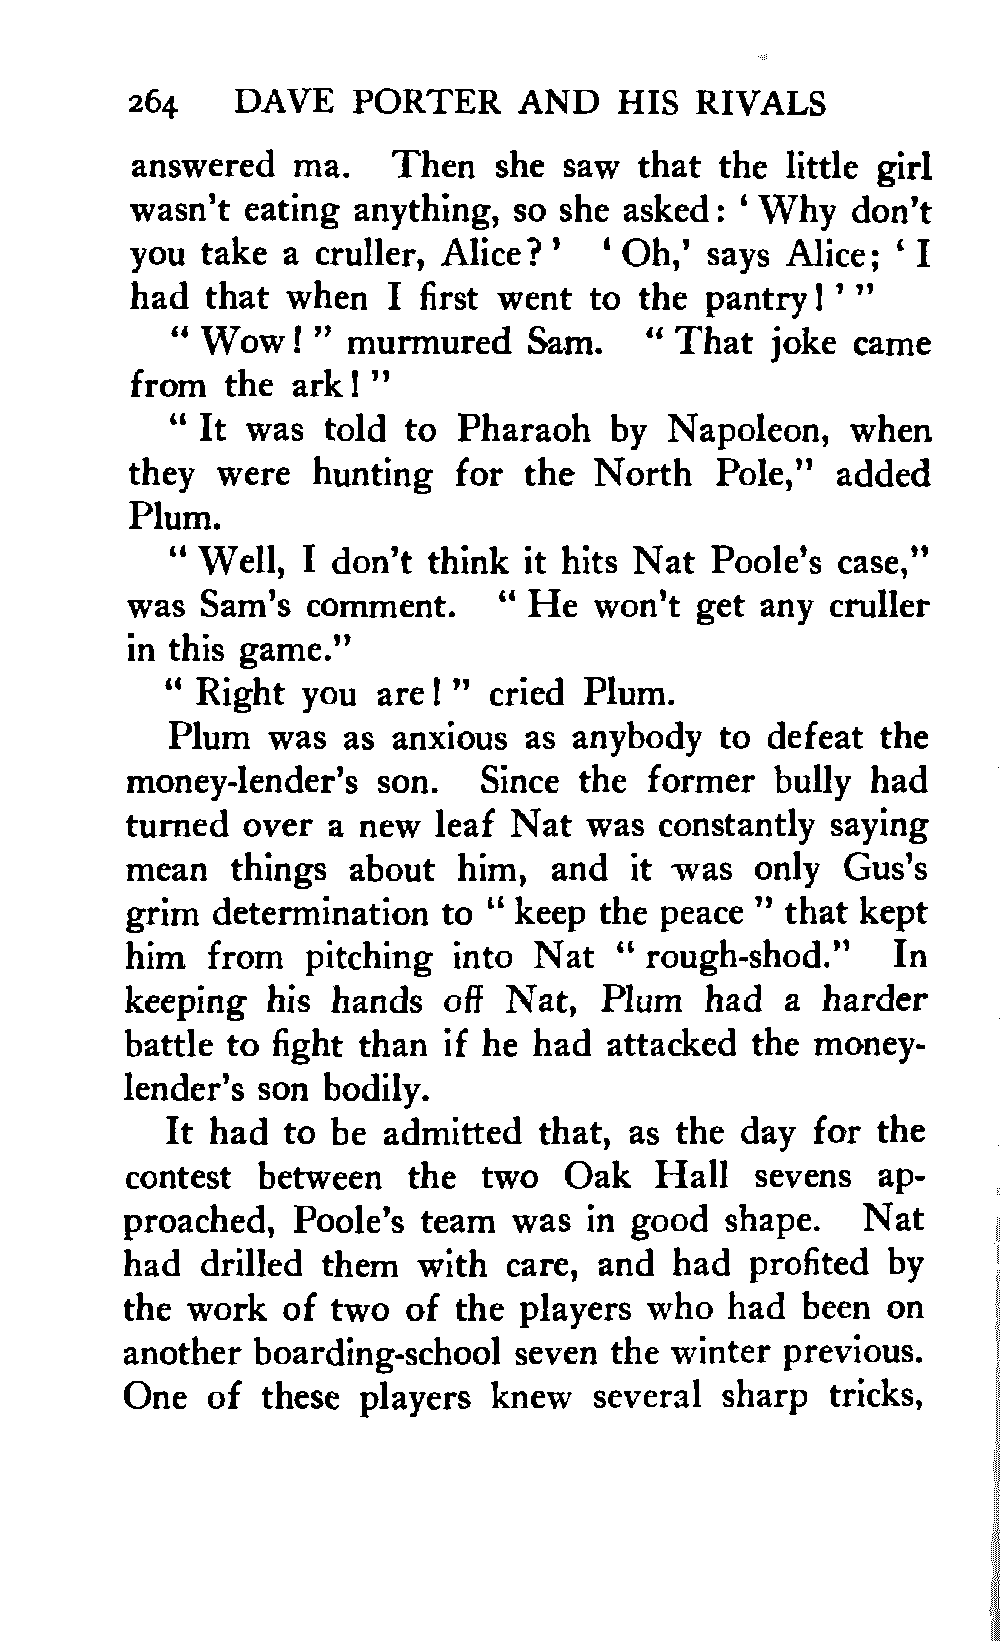 264 DAVE PORTER AND HIS RIVALS
answered ma. Then she saw that the little girl
wasn't eating anything, so she asked: ' Why don't
you take a cruller, Alice? ' ' Oh,' says Alice; ' I
had that when I first went to the pantry! ' "
" Wow! " murmured Sam. " That joke came
from the ark! "
" It was told to Pharaoh by Napoleon, when
they were hunting for the North Pole," added
Plum.
" Well, I don't think it hits Nat Poole's case,"
was Sam's comment. " He won't get any cruller
in this game."
" Right you are! " cried Plum.
Plum was as anxious as anybody to defeat the
money-lender's son. Since the former bully had
turned over a new leaf Nat was constantly saying
mean things about him, and it was only Gus's
grim determination to " keep the peace " that kept
him from pitching into Nat " rough-shod." In
keeping his hands off Nat, Plum had a harder
battle to fight than if he had attacked the money-
lender's son bodily.
It had to be admitted that, as the day for the
contest between the two Oak Hall sevens ap-
proached, Poole's team was in good shape. Nat
had drilled them with care, and had profited by
the work of two of the players who had been on
another boarding-school seven the winter previous.
One of these players knew several sharp tricks,